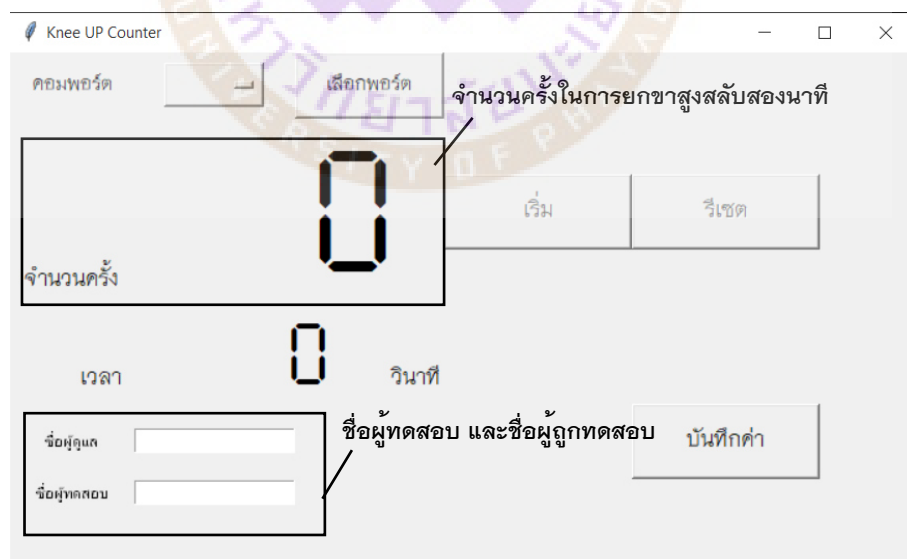 Knee UP Counter
คอมพอร์ต
เลือกพอร์ต
จำนวนครั้งในการยกขาสูงสลับสองนาที
0
เริ่ม
รีเซต
จำนวนครั้ง
0
เวลา
วินาที
ชื่อผู้ทดสอบ และชื่อผู้ถูกทดสอบ
ชื่อผู้ดูแล
บันทึกค่า
ชื่อผู้ทดสอบ